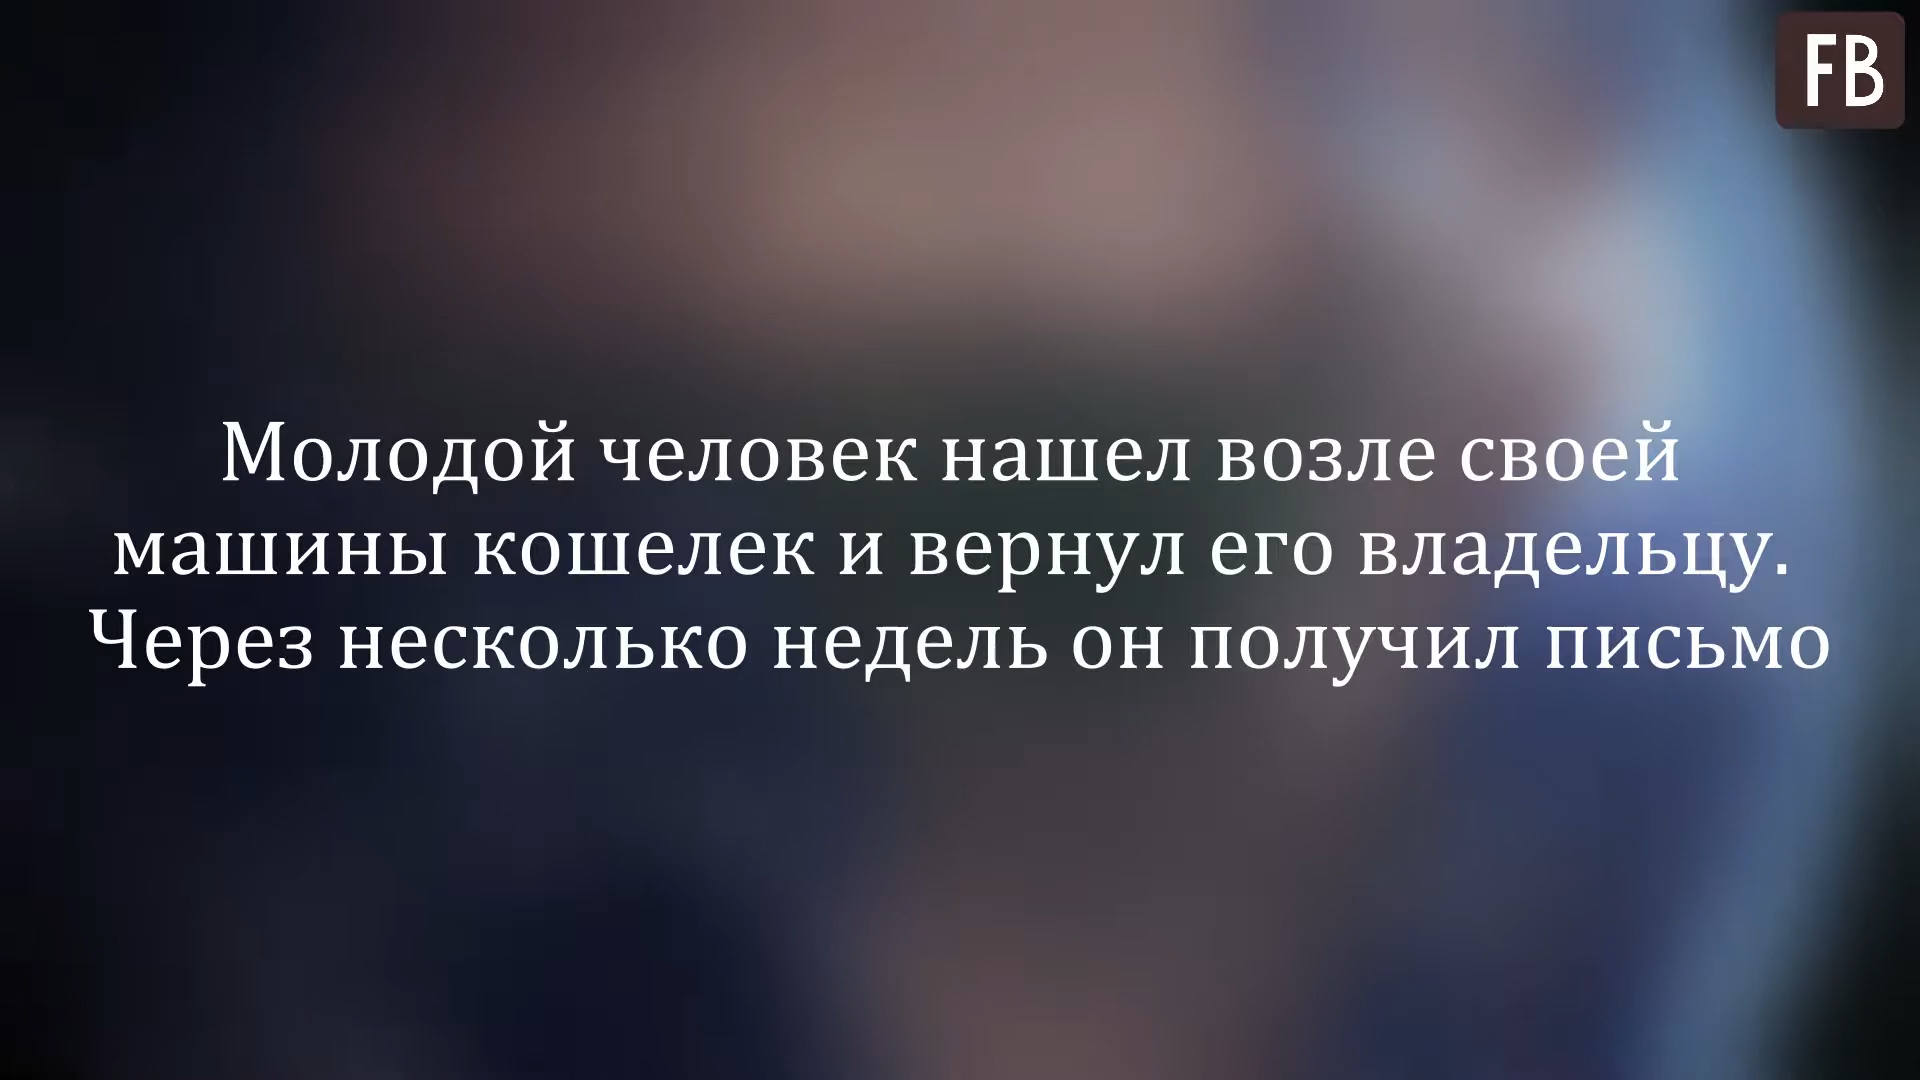 FB
Молодой человек нашел возле своей
машины кошелек и вернул его владельцу.
Через несколько недель он получил письмо